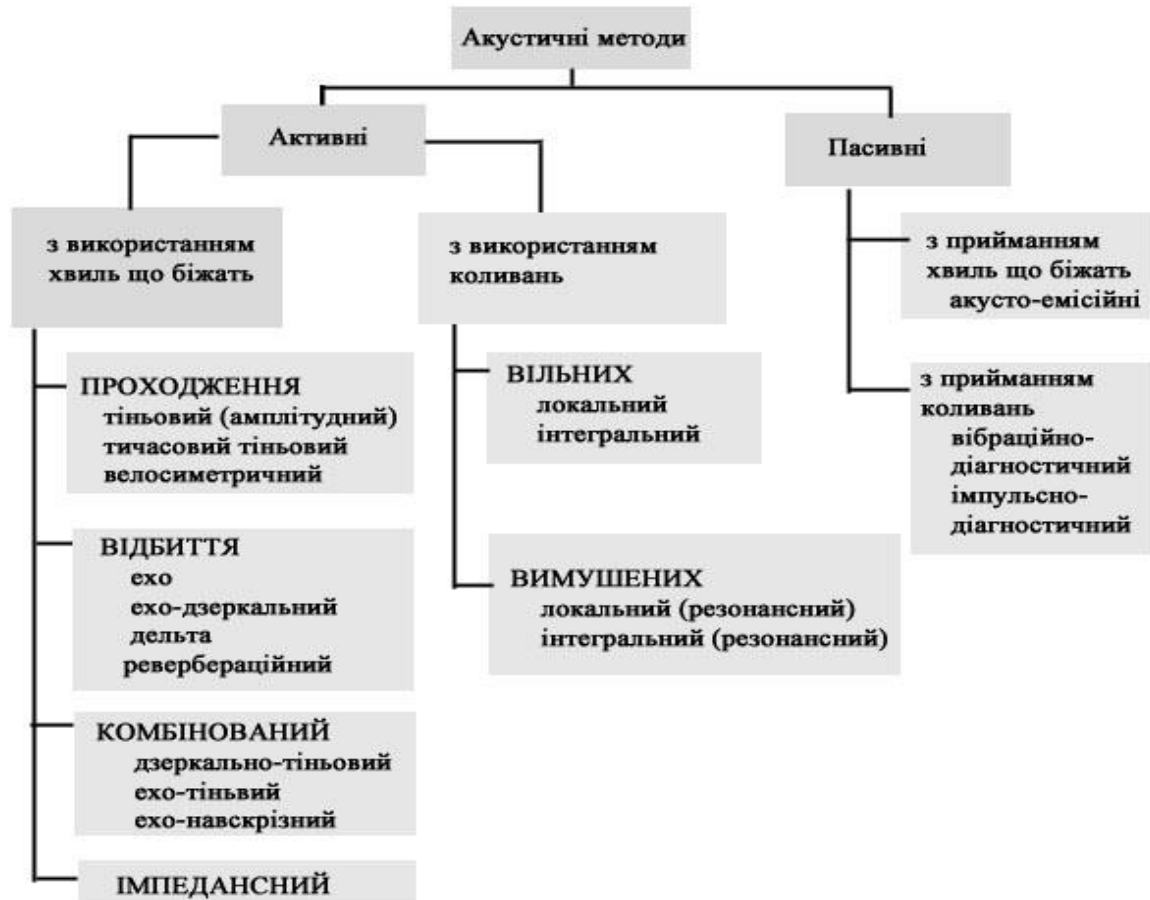 Акустичні методи
Активні
Пасивні
з використанням
хвиль що біжать
з використанням
коливань
з прийманням
хвиль що біжать
акусто-емісійні
ПРОХОДЖЕННЯ
тіньовий (амплітудний)
тичасовий тіньовий
велосиметричний
ВІДБИТТЯ
ехо
ехо-дзеркальний
дельта
ревербераційний
КОМБІНОВАНИЙ
дзеркально-тіньовий
ехо-тіньвий
ехо-навскрізний
ІМПЕДАНСНИЙ
ВІЛЬНИХ
локальний
інтегральний
ВИМУШЕНИХ
локальний (резонансний)
інтегральний (резонансний)
з прийманням
коливань
вібраційно-
діагностичний
імпульсно-
діагностичний